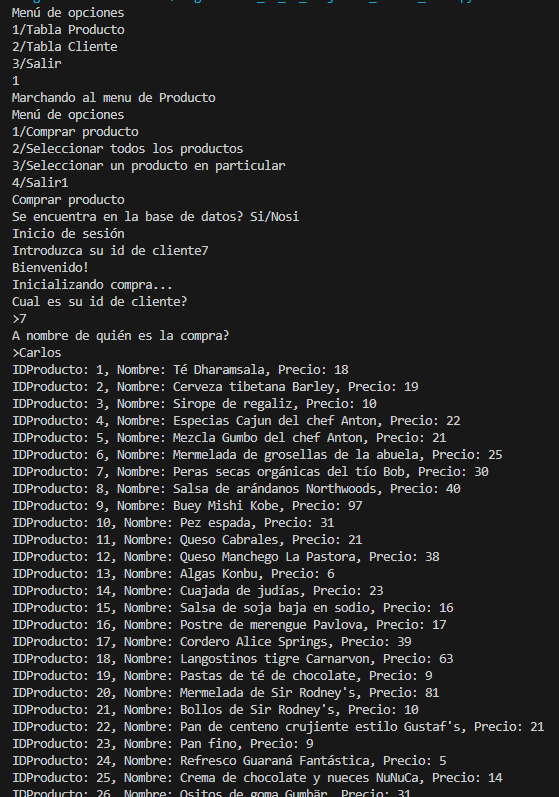 Menú de opciones
1/Tabla Producto
2/Tabla Cliente
3/Salir
1
Marchando al menu de Producto
Menú de opciones
1/Comprar producto
2/Seleccionar todos los productos
3/Seleccionar un producto en particular
4/Salir1
Comprar producto
Se encuentra en la base de datos? Si/Nosi
Inicio de sesión
Introduzca su id de cliente7
Bienvenido!
Inicializando compra...
Cual es su id de cliente?
>7
A nombre de quién es la compra?
>Carlos
IDProducto: 1, Nombre: Té Dharamsala, Precio: 18
IDProducto: 2, Nombre: Cerveza tibetana Barley, Precio: 19
IDProducto: 3, Nombre: Sirope de regaliz, Precio: 10
IDProducto: 4, Nombre: Especias Cajun del chef Anton, Precio: 22
IDProducto: 5, Nombre: Mezcla Gumbo del chef Anton, Precio: 21
IDProducto: 6, Nombre: Mermelada de grosellas de la abuela, Precio: 25
IDProducto: 7, Nombre: Peras secas orgánicas del tío Bob, Precio: 30
IDProducto: 8, Nombre: Salsa de arándanos Northwoods, Precio: 40
IDProducto: 9, Nombre: Buey Mishi Kobe, Precio: 97
IDProducto: 10, Nombre: Pez espada, Precio: 31
IDProducto: 11, Nombre: Queso Cabrales, Precio: 21
IDProducto: 12, Nombre: Queso Manchego La Pastora, Precio: 38
IDProducto: 13, Nombre: Algas Konbu, Precio: 6
IDProducto: 14, Nombre: Cuajada de judías, Precio: 23
IDProducto: 15, Nombre: Salsa de soja baja en sodio, Precio: 16
IDProducto: 16, Nombre: Postre de merengue Pavlova, Precio: 17
IDProducto: 17, Nombre: Cordero Alice Springs, Precio: 39
IDProducto: 18, Nombre: Langostinos tigre Carnarvon, Precio: 63
IDProducto: 19, Nombre: Pastas de té de chocolate, Precio: 9
IDProducto: 20, Nombre: Mermelada de Sir Rodney's, Precio: 81
IDProducto: 21, Nombre: Bollos de Sir Rodney's, Precio: 10
IDProducto: 22, Nombre: Pan de centeno crujiente estilo Gustaf's, Precio: 21
IDProducto: 23, Nombre: Pan fino, Precio: 9
IDProducto: 24, Nombre: Refresco Guaraná Fantástica, Precio: 5
IDProducto: 25, Nombre: Crema de chocolate y nueces NuNuCa, Precio: 14
IDProducto: 26, Nombre: Ositos de goma Gumbär, Precio: 31